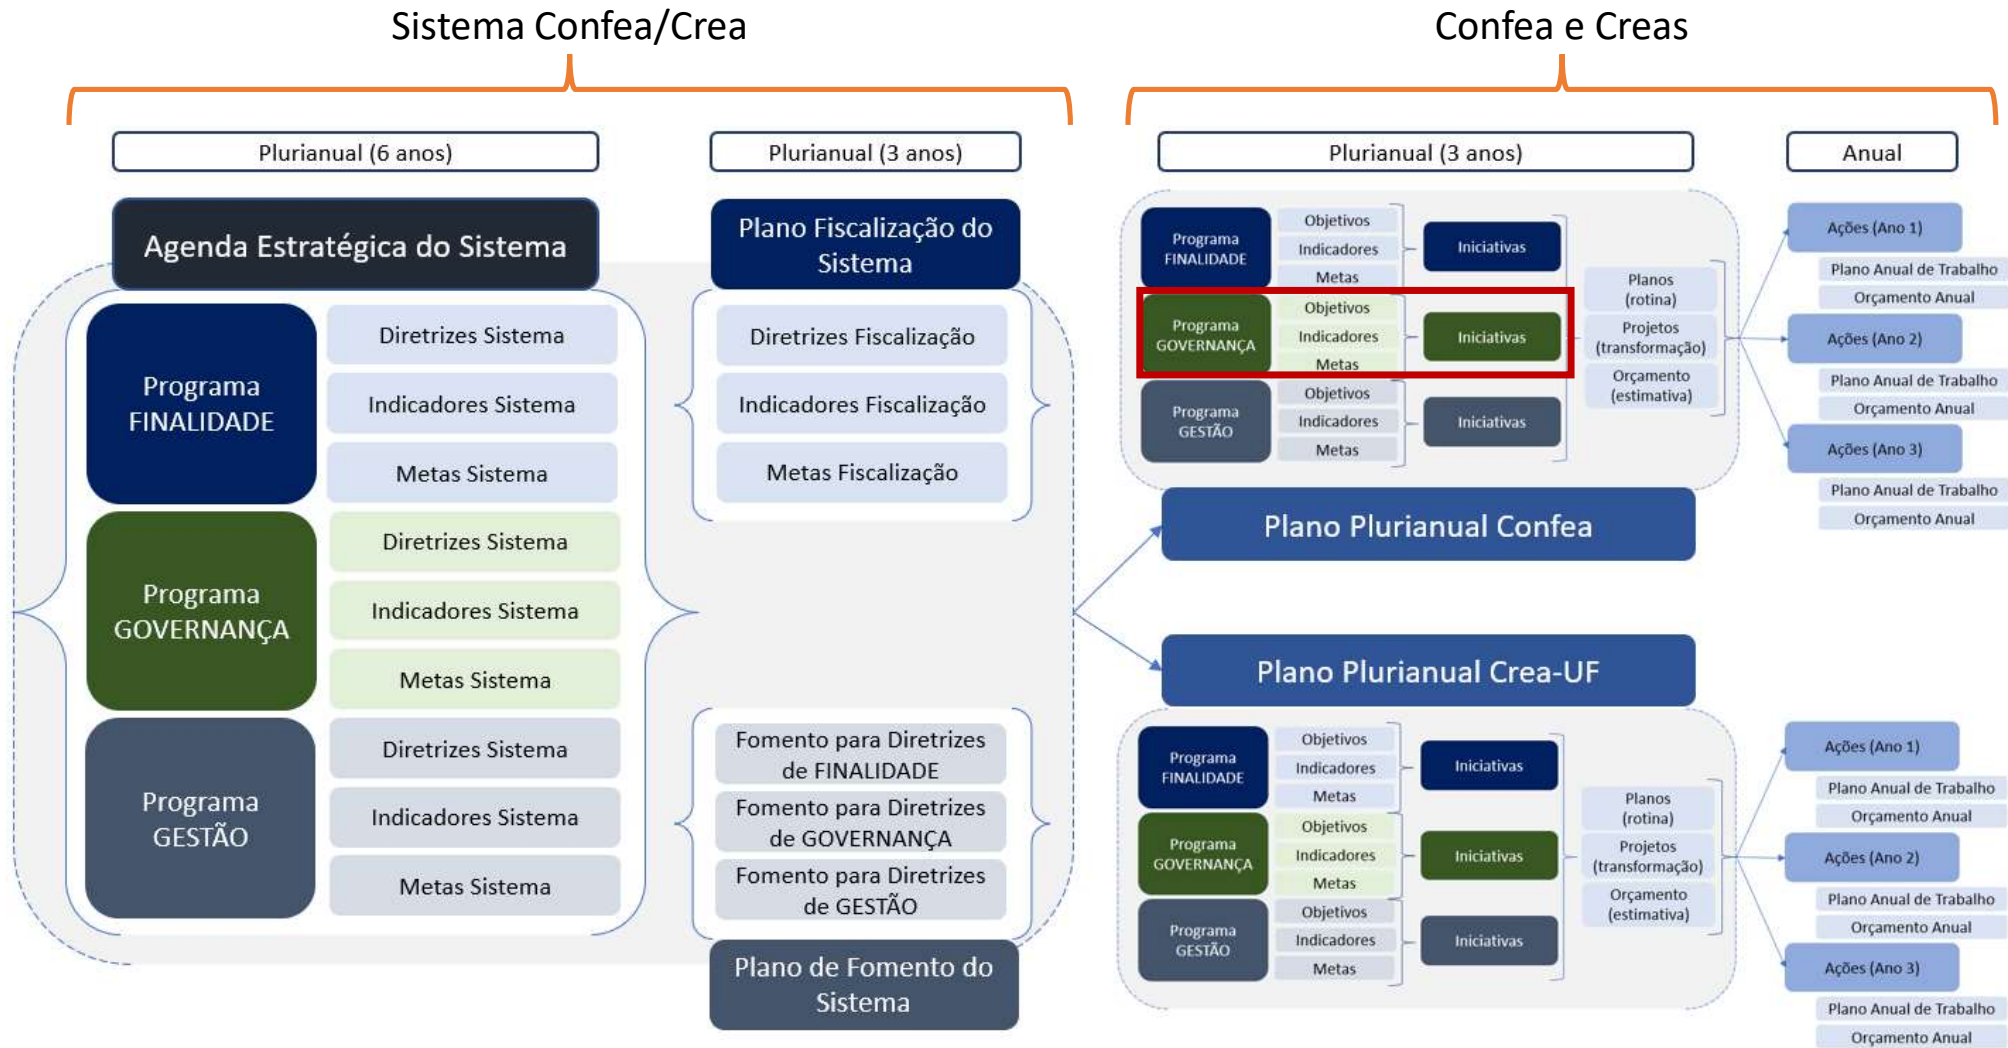 Sistema Confea/Crea
Confea e Creas
Plurianual (6 anos)
Plurianual (3 anos)
Plurianual (3 anos)
Anual
Agenda Estratégica do Sistema
Programa
FINALIDADE
Diretrizes Sistema
Indicadores Sistema
Metas Sistema
Programa
GOVERNANÇA
Diretrizes Sistema
Indicadores Sistema
Metas Sistema
Programa
GESTÃO
Diretrizes Sistema
Indicadores Sistema
Metas Sistema
Plano Fiscalização do
Sistema
Diretrizes Fiscalização
Indicadores Fiscalização
Metas Fiscalização
Fomento para Diretrizes
de FINALIDADE
Fomento para Diretrizes
de GOVERNANÇA
Fomento para Diretrizes
de GESTÃO
Plano de Fomento do
Sistema
Programa
FINALIDADE
Objetivos
Indicadores
Metas
Iniciativas
Programa
GOVERNANÇA
Objetivos
Indicadores
Metas
Iniciativas
Programa
GESTÃO
Objetivos
Indicadores
Metas
Iniciativas
Planos
(rotina)
Projetos
(transformação)
Orçamento
(estimativa)
Ações (Ano 1)
Plano Anual de Trabalho
Orçamento Anual
Ações (Ano 2)
Plano Anual de Trabalho
Orçamento Anual
Ações (Ano 3)
Plano Anual de Trabalho
Orçamento Anual
Plano Plurianual Confea
Plano Plurianual Crea-UF
Programa
FINALIDADE
Objetivos
Indicadores
Metas
Iniciativas
Programa
GOVERNANÇA
Objetivos
Indicadores
Metas
Iniciativas
Programa
GESTÃO
Objetivos
Indicadores
Metas
Iniciativas
Planos
(rotina)
Projetos
(transformação)
Orçamento
(estimativa)
Ações (Ano 1)
Plano Anual de Trabalho
Orçamento Anual
Ações (Ano 2)
Plano Anual de Trabalho
Orçamento Anual
Ações (Ano 3)
Plano Anual de Trabalho
Orçamento Anual